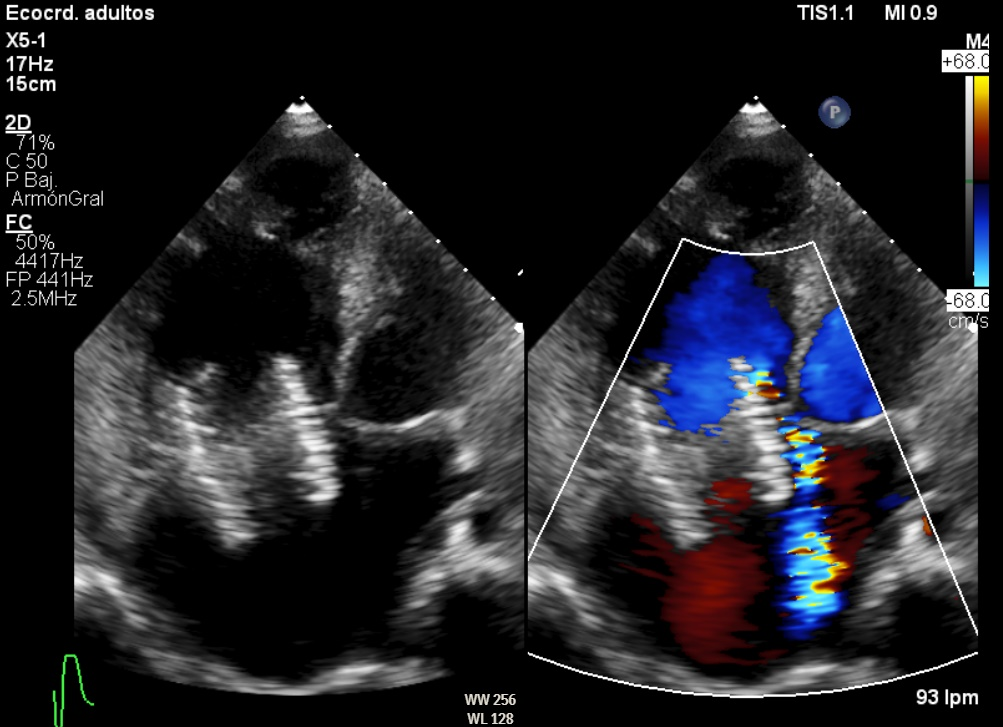 Ecocrd. adultos
TIS1.1 MI 0.9
X5-1
17Hz
15cm
2D
71%
C 50
P Baj.
ArmónGral
FC
50%
4417Hz
FP 441Hz
2.5MHz
P
M4
+68.0
-68.0
cm/s
WW 256
WL 128
93 lpm